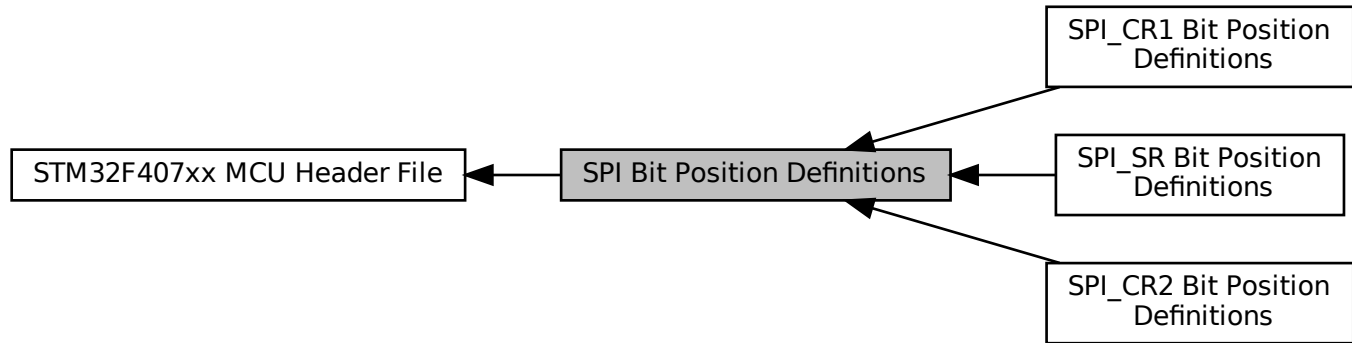 SPI_CR1 Bit Position
Definitions
STM32F407xx MCU Header File
SPI Bit Position Definitions
SPI_SR Bit Position
Definitions
SPI_CR2 Bit Position
Definitions